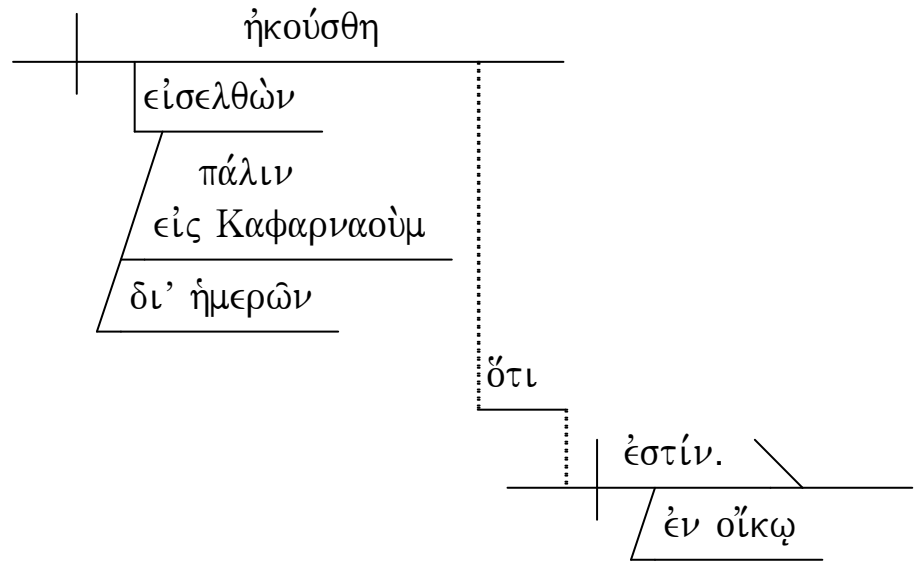 ἠκούσθη
εἰσελθὼν
πάλιν
εἰς Καφαρναοὺμ
δι’ ἡμερῶν
ὅτι
ἐστίν.
ἐν οἴκῳ